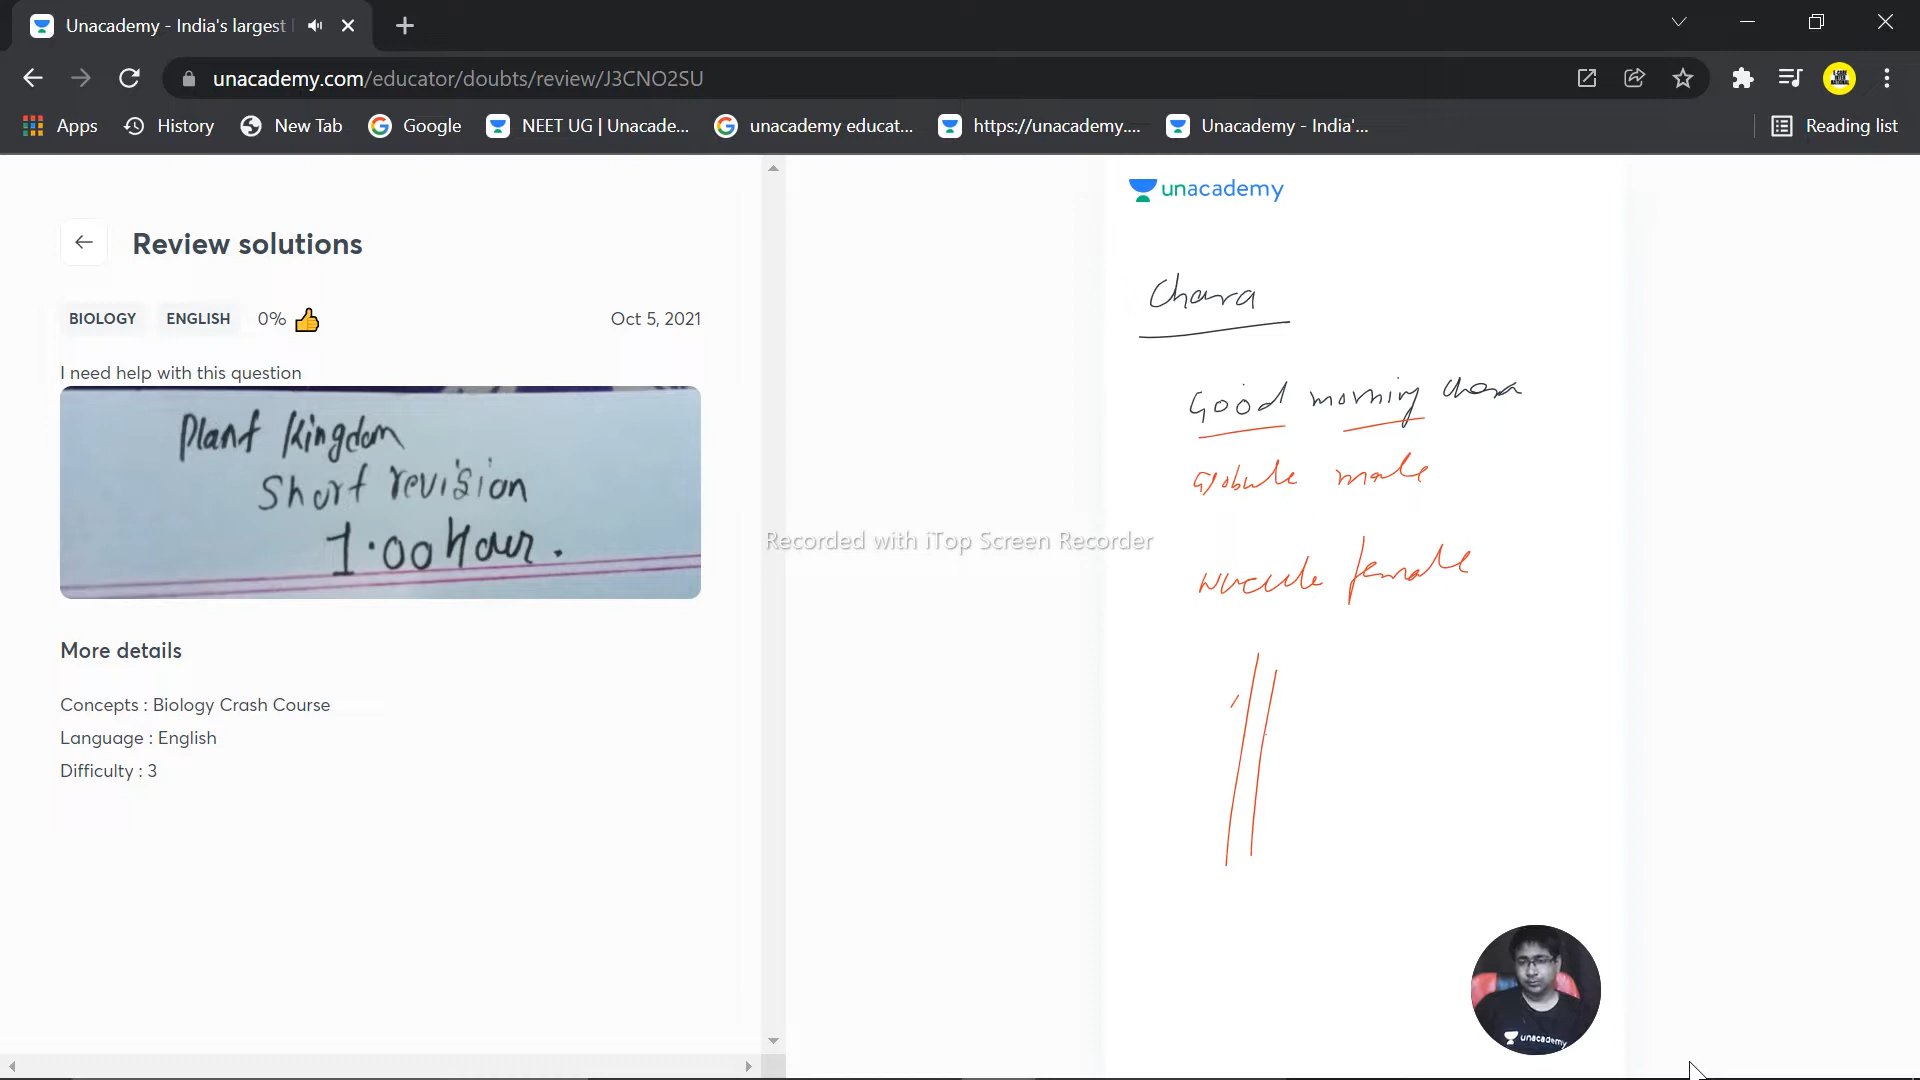 Unacademy - India's largest
unacademy.com/educator/doubts/review/J3CNO2SU
Apps History New Tab Google NEET UG | Unacade... unacademy educat... https://unacademy.... Unacademy - India'... Reading list
Review solutions
BIOLOGY ENGLISH 0% Oct 5, 2021
I need help with this question
Plant Kingdom
Short revision
1.00 Hour.
More details
Concepts : Biology Crash Course
Language : English
Difficulty : 3
unacademy
Chara
Good morning chara
Globule male
Nucule female
Recorded with iTop Screen Recorder
unacademy